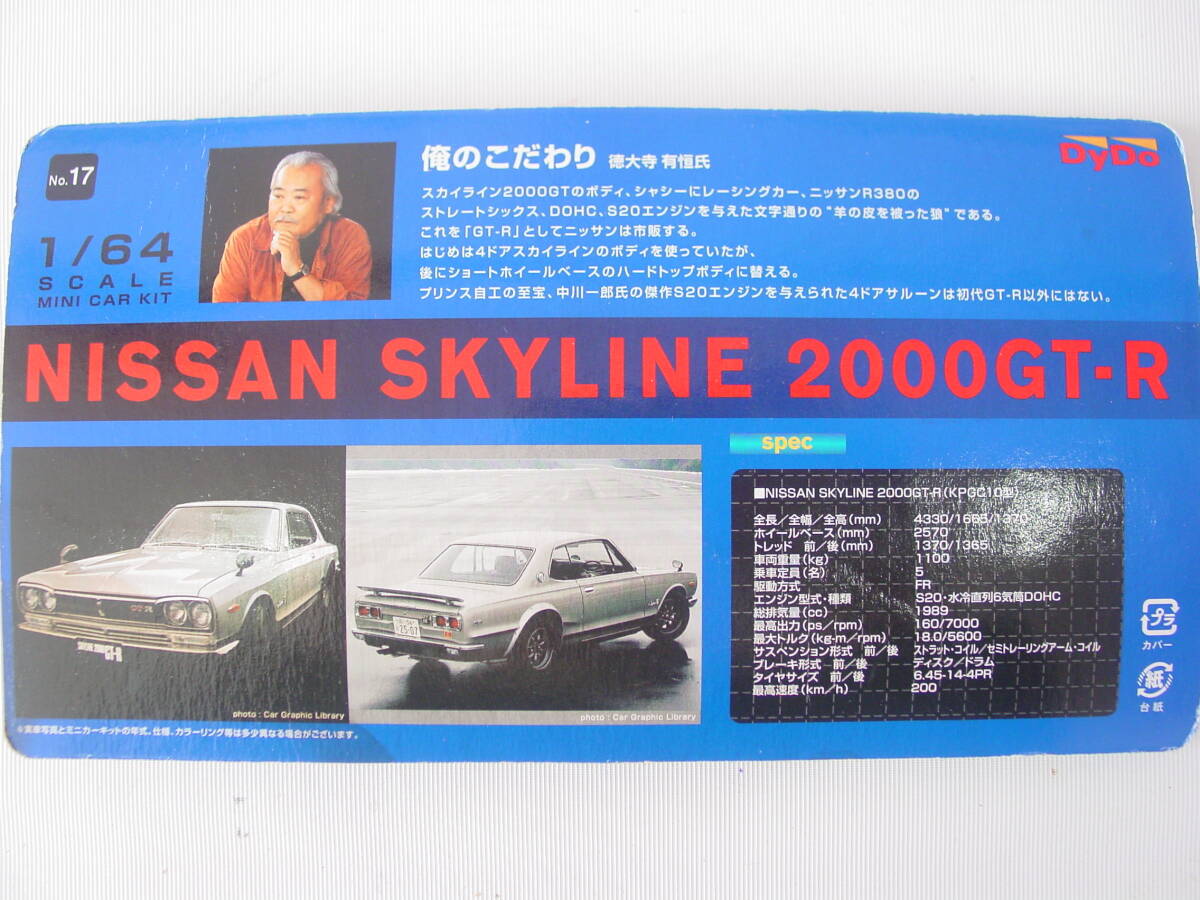 No.17
1/64
SCALE
MINI CAR KIT
俺のこだわり 徳大寺 有恒氏
スカイライン2000GTのボディ、シャシーにレーシングカー、ニッサンR380の
ストレートシックス、DOHC、S20エンジンを与えた文字通りの“羊の皮を被った狼”である。
これを「GT-R」としてニッサンは市販する。
はじめは4ドアスカイラインのボディを使っていたが、
後にショートホイールベースのハードトップボディに替える。
プリンス自工の至宝、中川一郎氏の傑作S20エンジンを与えられた4ドアサルーンは初代GT-R以外にはない。
DyDo
NISSAN SKYLINE 2000GT-R
spec
■NISSAN SKYLINE 2000GT-R(KPGC10型)
全長/全幅/全高(mm) 4330/1665/1370
ホイールベース(mm) 2570
トレッド 前/後(mm) 1370/1365
車両重量(kg) 1100
乗車定員(名) 5
駆動方式 FR
エンジン型式・種類 S20・水冷直列6気筒DOHC
総排気量(cc) 1989
最高出力(ps/rpm) 160/7000
最大トルク(kg-m/rpm) 18.0/5600
サスペンション形式 前/後 ストラット・コイル/セミトレーリングアーム・コイル
ブレーキ形式 前/後 ディスク/ドラム
タイヤサイズ 前/後 6.45-14-4PR
最高速度(km/h) 200
プラ
カバー
紙
台紙
GT-R
25-07
photo : Car Graphic Library
photo : Car Graphic Library
※実車写真とミニカーキットの年式、仕様、カラーリング等は多少異なる場合がございます。